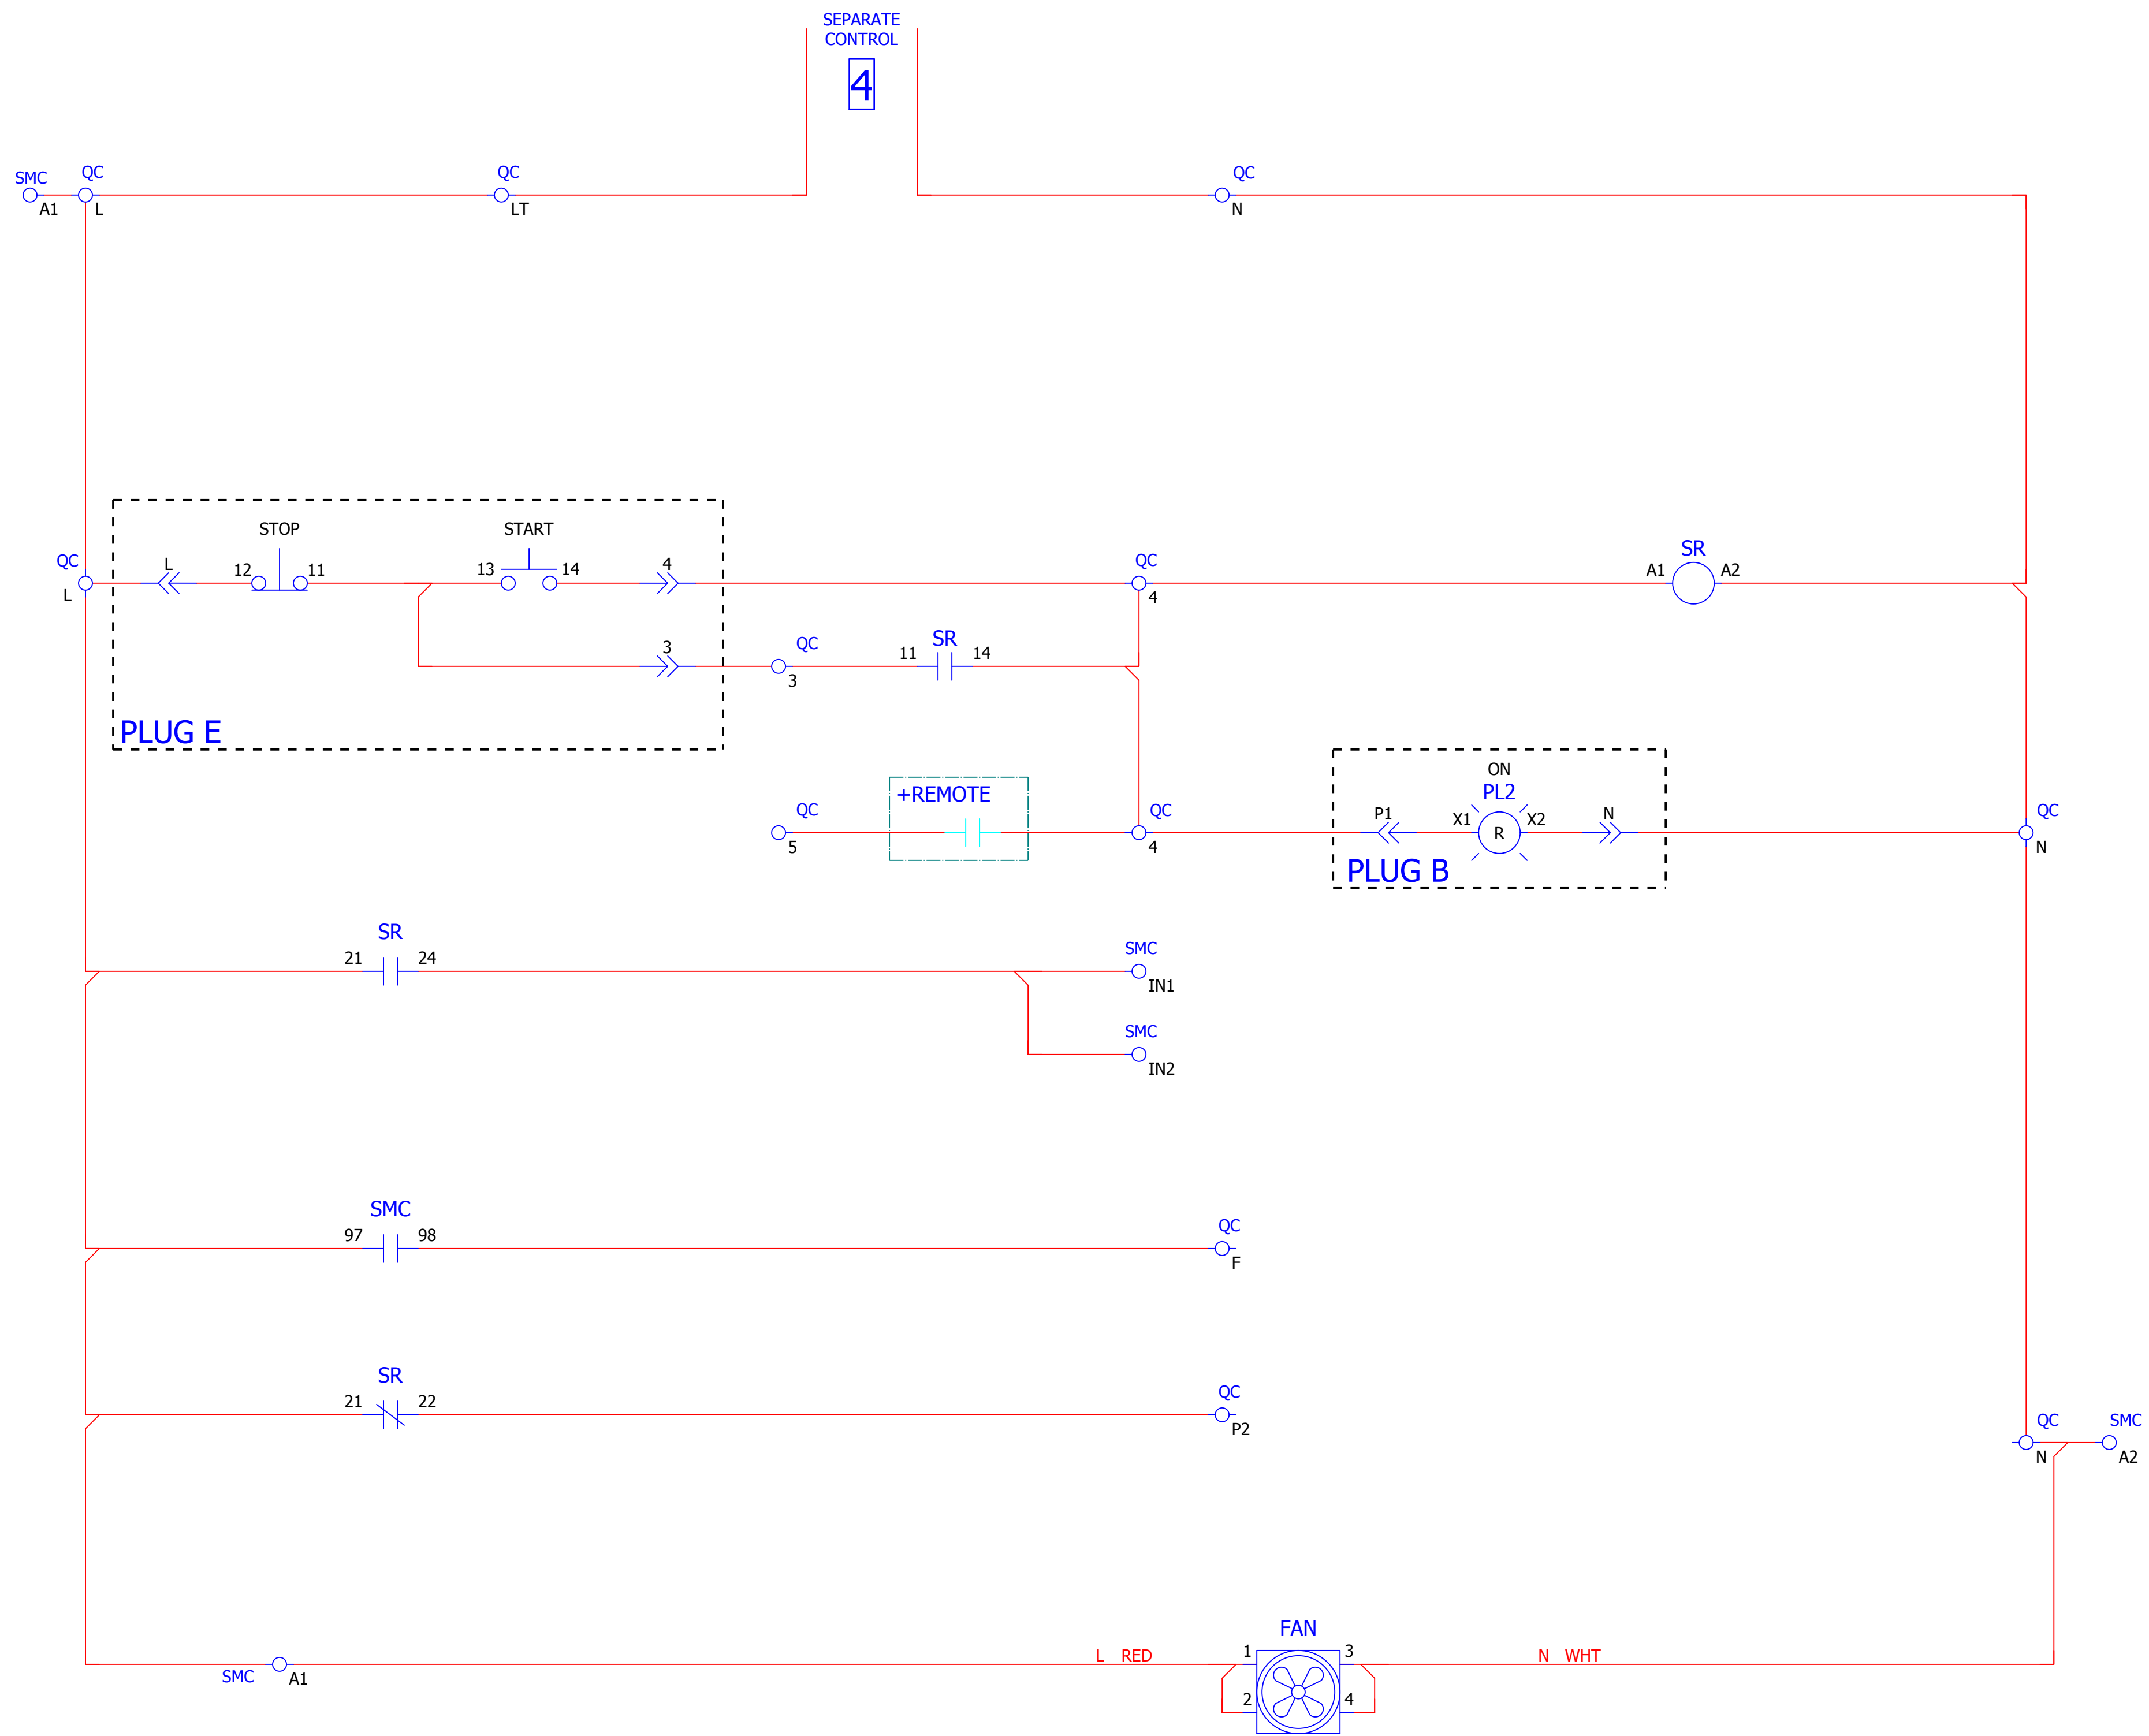 SEPARATE
CONTROL
4
SMC
A1
QC
L
QC
LT
QC
N
QC
L
L
STOP
12
11
START
13
14
4
3
PLUG E
QC
4
SR
A1
A2
QC
3
SR
11
14
QC
5
+REMOTE
QC
4
ON
PL2
P1
X1
R
X2
N
PLUG B
QC
N
SR
21
24
SMC
IN1
SMC
IN2
SMC
97
98
QC
F
SR
21
22
QC
P2
QC
N
SMC
A2
SMC
A1
L RED
FAN
1
2
3
4
N WHT